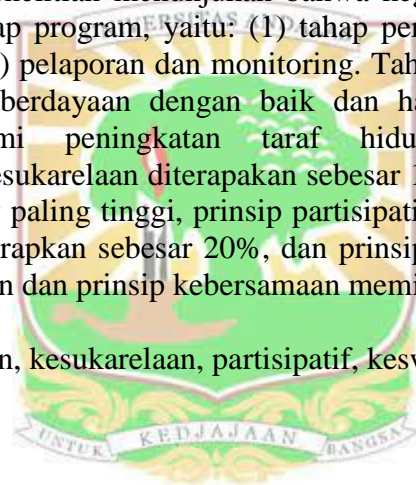 UNIVERSITAS ANDALAS
ap program, yaitu: (1) tahap per
) pelaporan dan monitoring. Tah
berdayaan dengan baik dan ha
mi peningkatan taraf hidu
esukarelaan diterapakan sebesar
paling tinggi, prinsip partisipati
rapkan sebesar 20%, dan prinsip
n dan prinsip kebersamaan memi
n, kesukarelaan, partisipatif, kesw
UNTUK KEDJAJAAN BANGSA